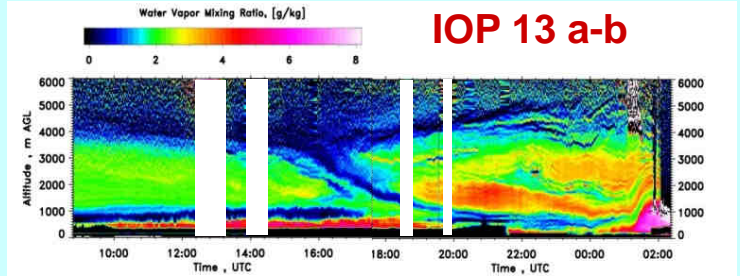 Water Vapor Mixing Ratio, [g/kg]
IOP 13 a-b
0 2 4 6 8
6000 6000
5000 5000
4000 4000
3000 3000
2000 2000
1000 1000
0 0
Altitude , m AGL
10:00 12:00 14:00 16:00 18:00 20:00 22:00 00:00 02:00
Time , UTC Time , UTC